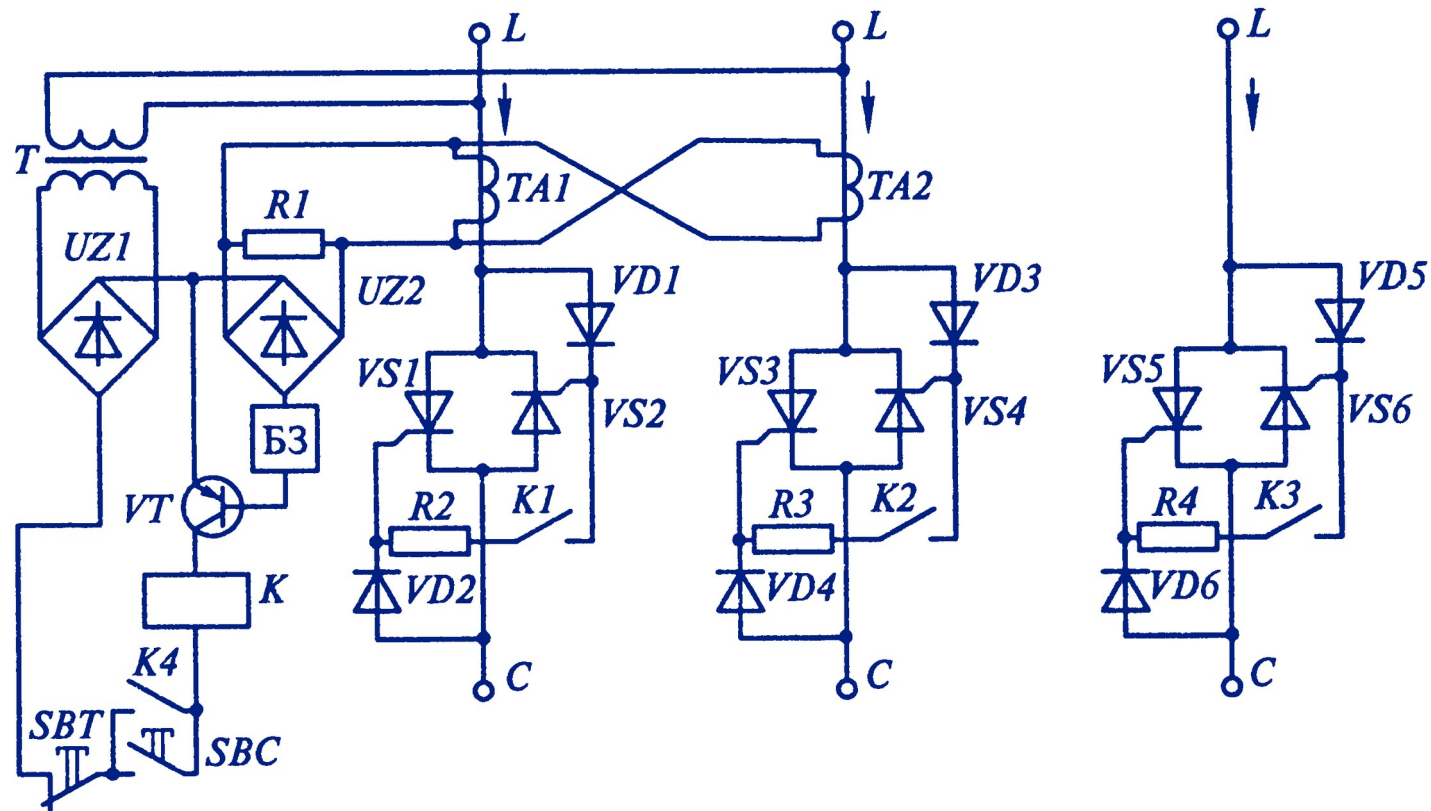 L L L
T
R1 TA1 TA2
UZ1
UZ2 VD1 VD3 VD5
VS1 VS3 VS5
VS2 VS4 VS6
БЗ
VT R2 K1 R3 K2 R4 K3
K VD2 VD4 VD6
K4
C C C
SBT
SBC